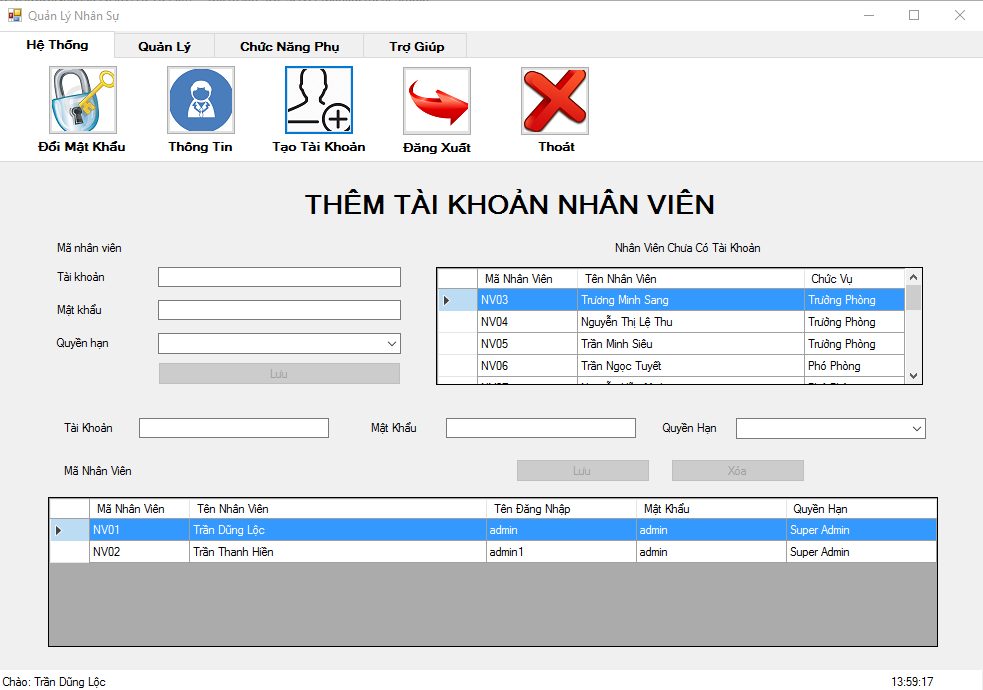 Quản Lý Nhân Sự
Hệ Thống Quản Lý Chức Năng Phụ Trợ Giúp
Đổi Mật Khẩu Thông Tin Tạo Tài Khoản Đăng Xuất Thoát
THÊM TÀI KHOẢN NHÂN VIÊN
Mã nhân viên
Tài khoản
Mật khẩu
Quyền hạn
Lưu
Nhân Viên Chưa Có Tài Khoản
Mã Nhân Viên Tên Nhân Viên Chức Vụ
NV03 Trương Minh Sang Trưởng Phòng
NV04 Nguyễn Thị Lệ Thu Trưởng Phòng
NV05 Trần Minh Siêu Trưởng Phòng
NV06 Trần Ngọc Tuyết Phó Phòng
Tài Khoản Mật Khẩu Quyền Hạn
Mã Nhân Viên Lưu Xóa
Mã Nhân Viên Tên Nhân Viên Tên Đăng Nhập Mật Khẩu Quyền Hạn
NV01 Trần Dũng Lộc admin admin Super Admin
NV02 Trần Thanh Hiền admin1 admin Super Admin
Chào: Trần Dũng Lộc 13:59:17